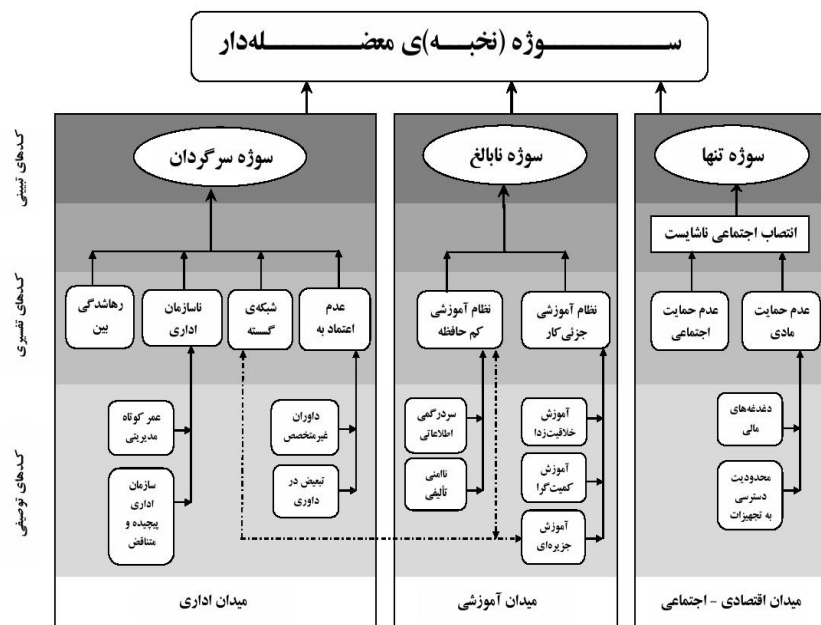 سوژه (نخبه)ی معضله‌دار
کدهای تبیینی
کدهای تفسیری
کدهای توصیفی
سوژه تنها
انتصاب اجتماعی ناشایست
عدم حمایت
مادی
عدم حمایت
اجتماعی
دغدغه‌های
مالی
محدودیت
دسترسی
به تجهیزات
میدان اقتصادی - اجتماعی
سوژه نابالغ
نظام آموزشی
جزئی‌کار
نظام آموزشی
کم حافظه
آموزش
خلاقیت‌زدا
آموزش
کمیت‌گرا
آموزش
جزیره‌ای
سردرگمی
اطلاعاتی
ناامنی
تألیفی
میدان آموزشی
سوژه سرگردان
عدم
اعتماد به
شبکه‌ی
گسسته
ناسازمان
اداری
رهاشدگی
بین
داوران
غیرمتخصص
تبعیض در
داوری
عمر کوتاه
مدیریتی
سازمان
اداری
پیچیده و
متناقض
میدان اداری